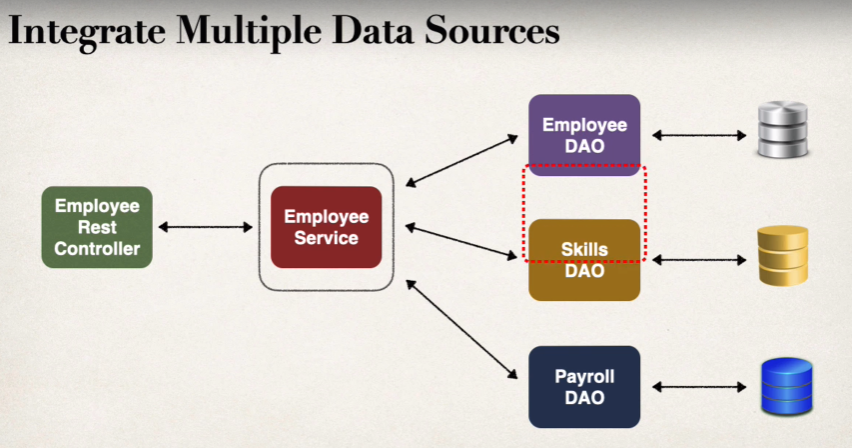 Integrate Multiple Data Sources
Employee
DAO
Employee
Rest
Controller
Employee
Service
Skills
DAO
Payroll
DAO